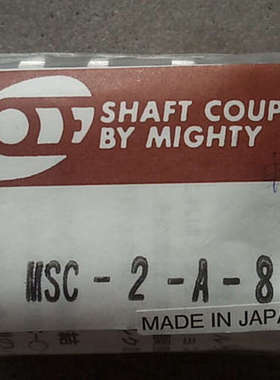 SHAFT COUP
BY MIGHTY
MSC-2-A-8
MADE IN JAPA